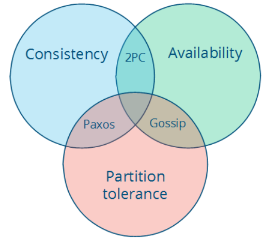 Consistency
2PC
Availability
Paxos
Gossip
Partition
tolerance